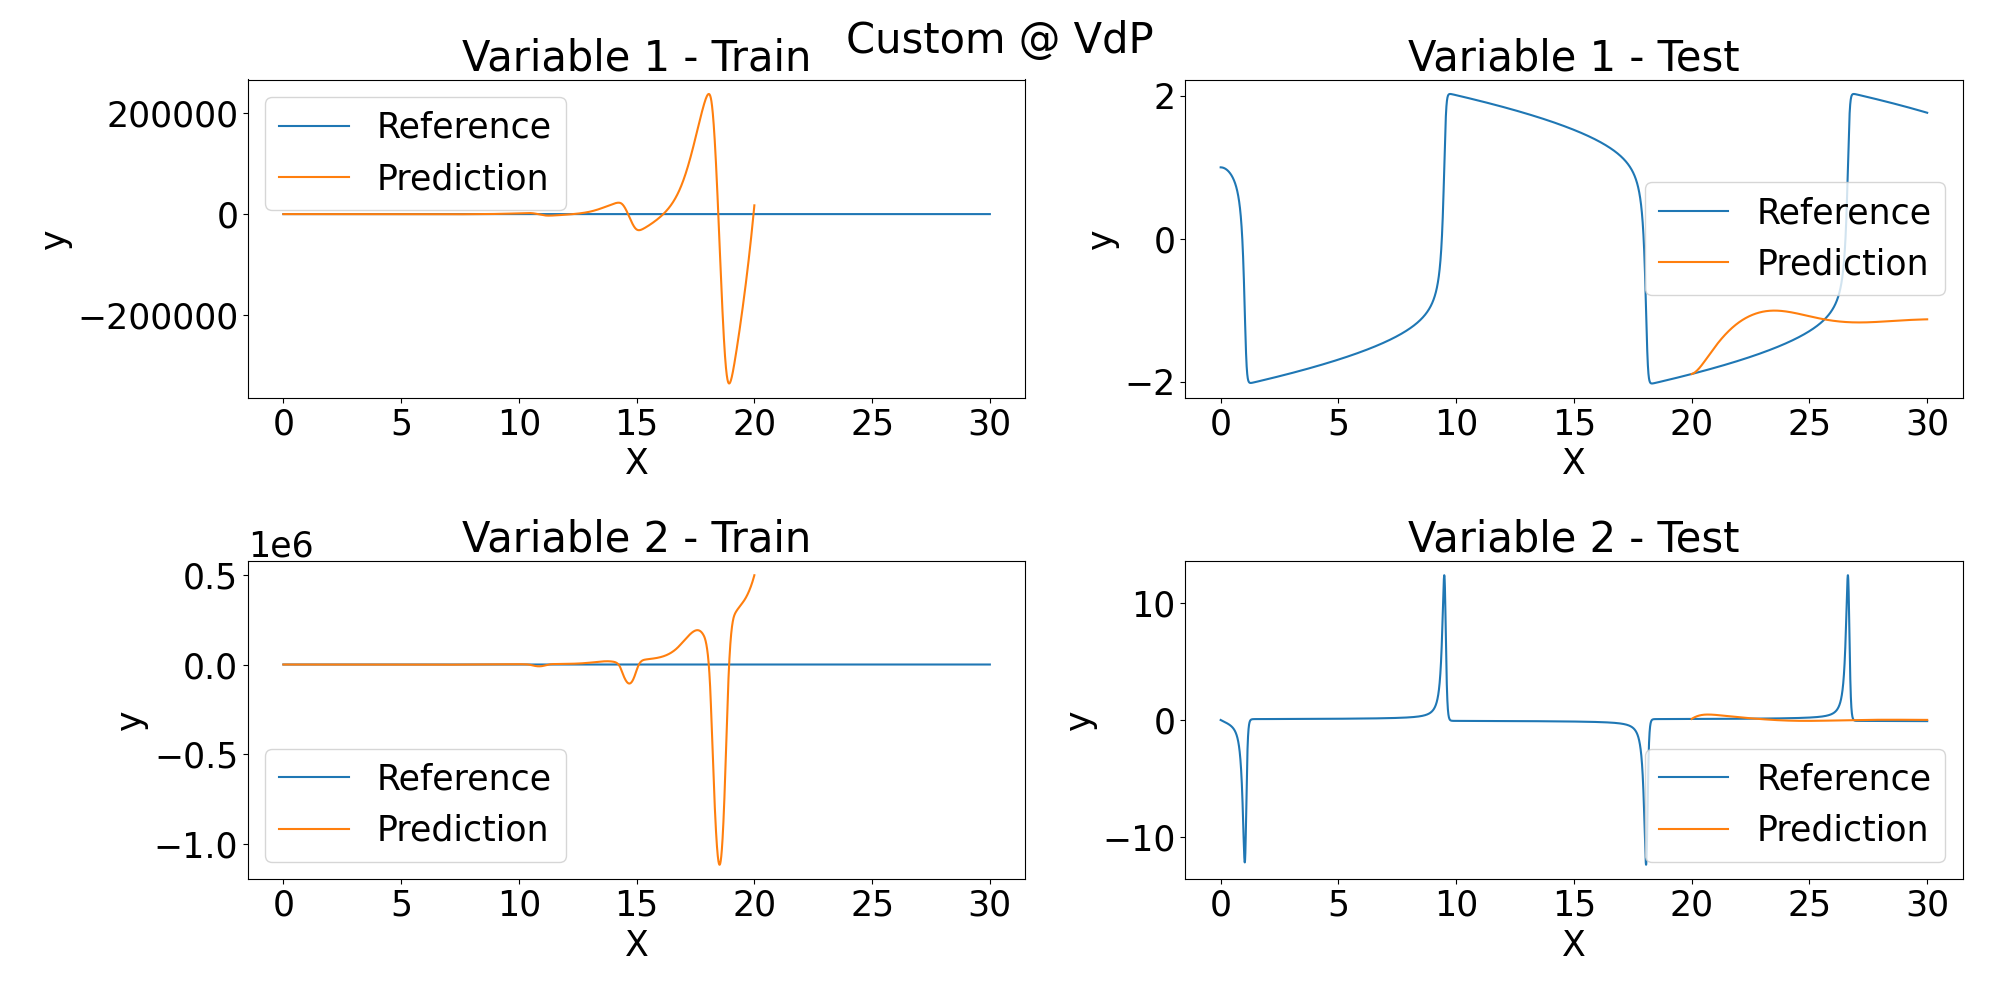 Custom @ VdP
Variable 1 - Train
200000
0
−200000
y
Reference
Prediction
0 5 10 15 20 25 30
X
Variable 1 - Test
2
0
−2
y
Reference
Prediction
0 5 10 15 20 25 30
X
Variable 2 - Train
1e6
0.5
0.0
−0.5
−1.0
y
Reference
Prediction
0 5 10 15 20 25 30
X
Variable 2 - Test
10
0
−10
y
Reference
Prediction
0 5 10 15 20 25 30
X